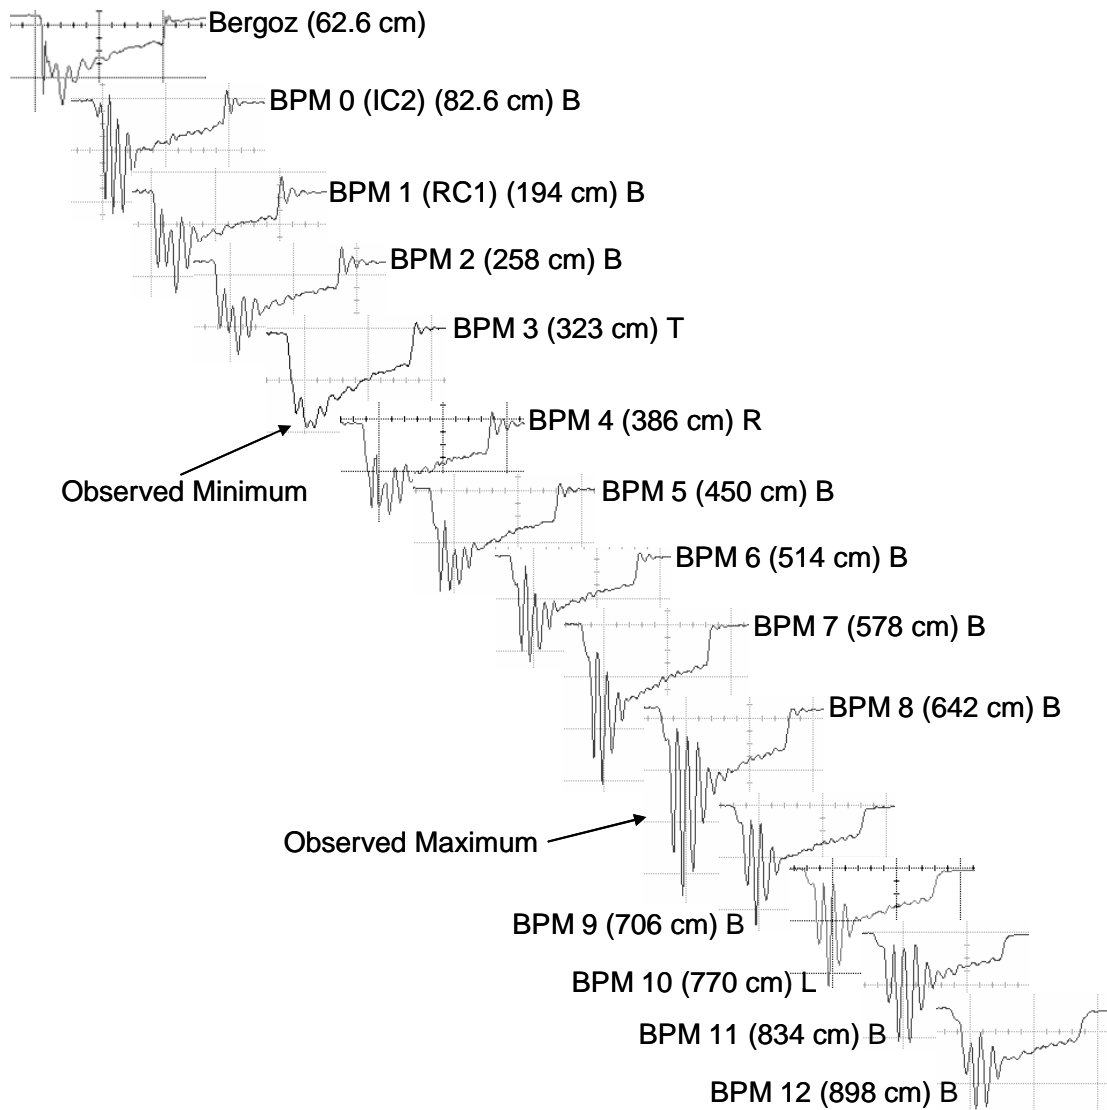 Bergoz (62.6 cm)
BPM 0 (IC2) (82.6 cm) B
BPM 1 (RC1) (194 cm) B
BPM 2 (258 cm) B
BPM 3 (323 cm) T
BPM 4 (386 cm) R
Observed Minimum
BPM 5 (450 cm) B
BPM 6 (514 cm) B
BPM 7 (578 cm) B
BPM 8 (642 cm) B
Observed Maximum
BPM 9 (706 cm) B
BPM 10 (770 cm) L
BPM 11 (834 cm) B
BPM 12 (898 cm) B